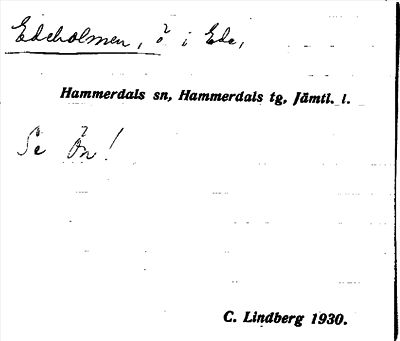 Edeholmen, ö i Ede,
Hammerdals sn, Hammerdals tg, Jämtl. l.
Se Ön!
C. Lindberg 1930.